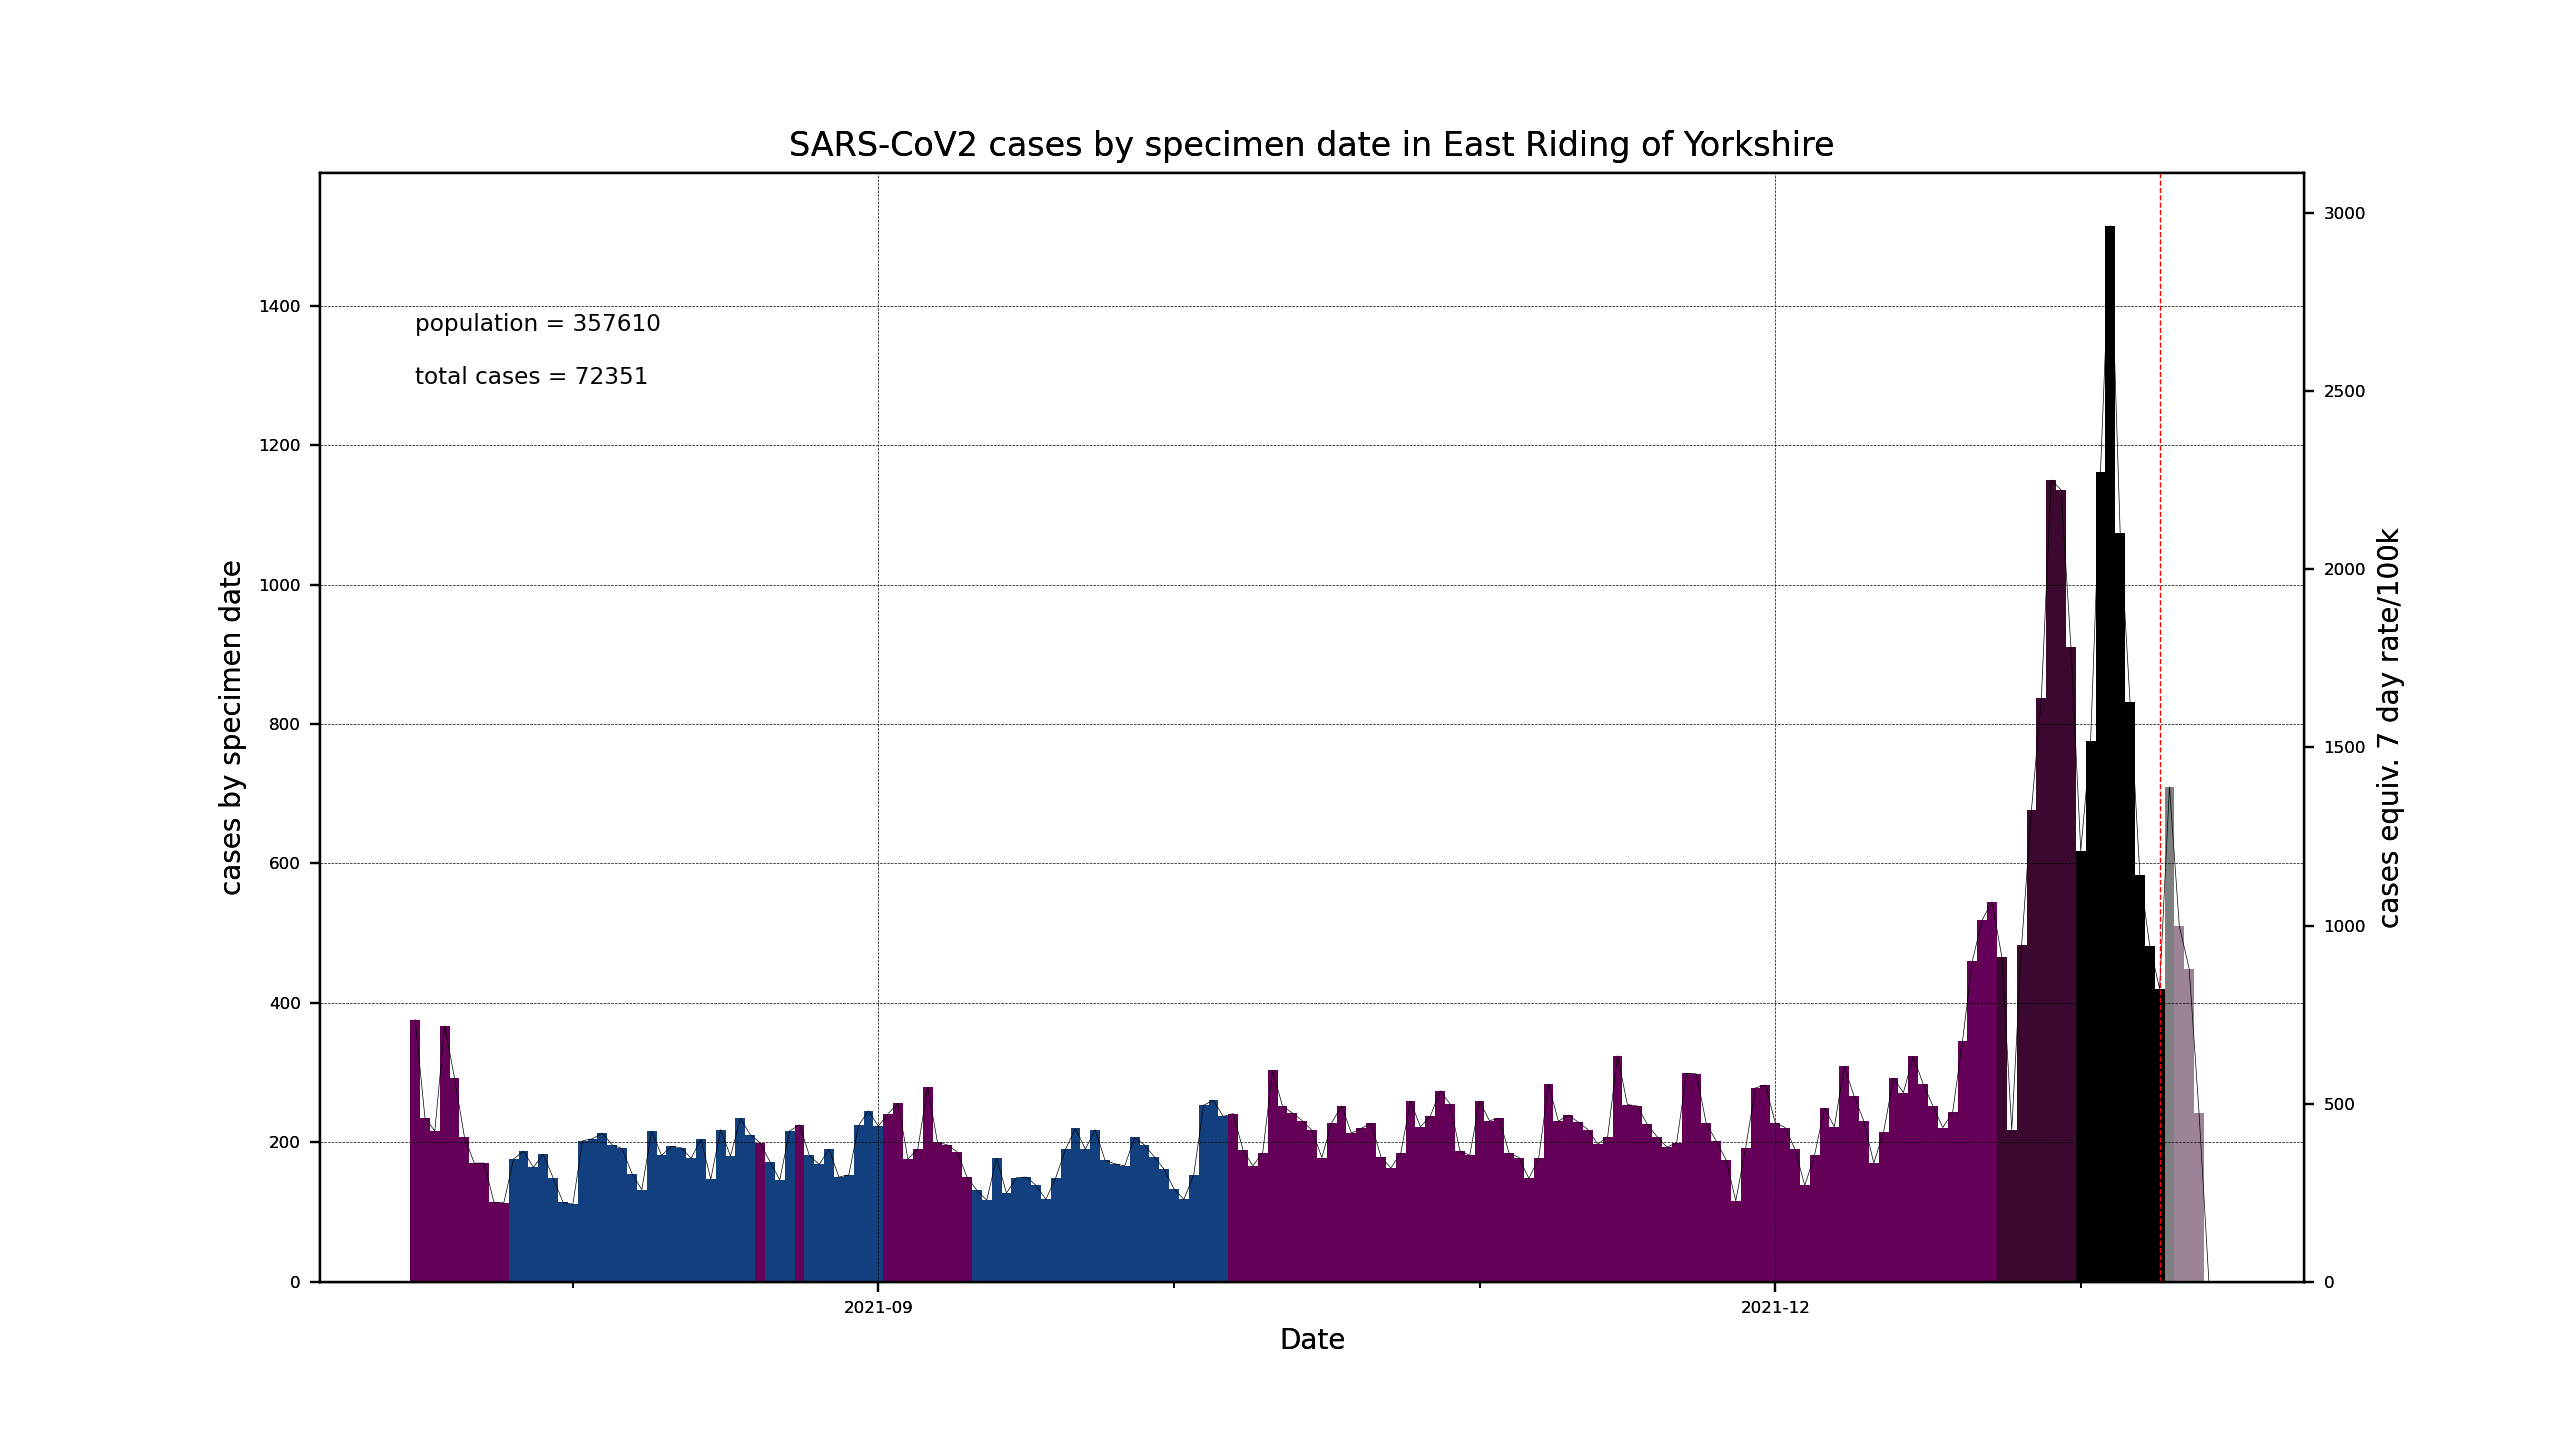 SARS-CoV2 cases by specimen date in East Riding of Yorkshire
population = 357610
total cases = 72351
cases by specimen date
1400
1200
1000
800
600
400
200
0
3000
2500
2000
1500
1000
500
0
cases equiv. 7 day rate/100k
2021-09
2021-12
Date